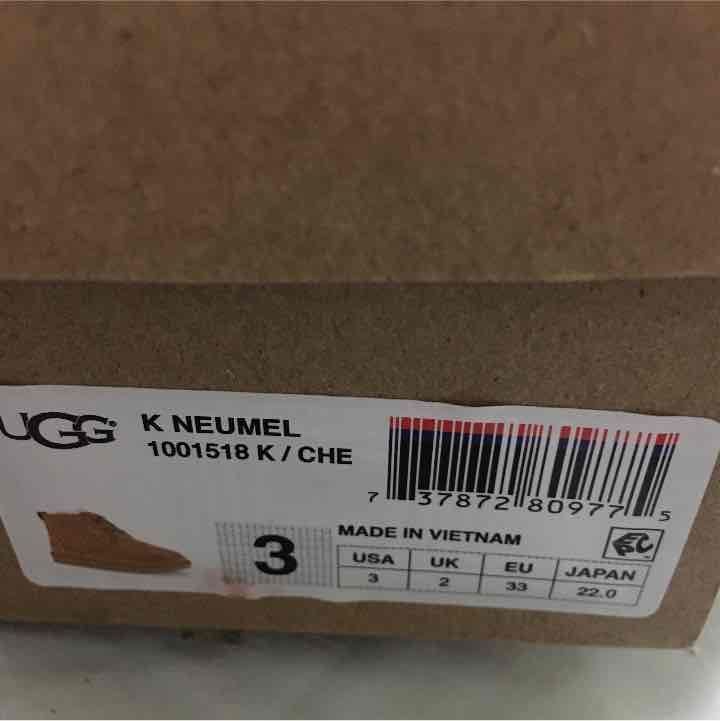 UGG
K NEUMEL
1001518 K / CHE
7 37872 80977 5
3
MADE IN VIETNAM
USA UK EU JAPAN
3 2 33 22.0